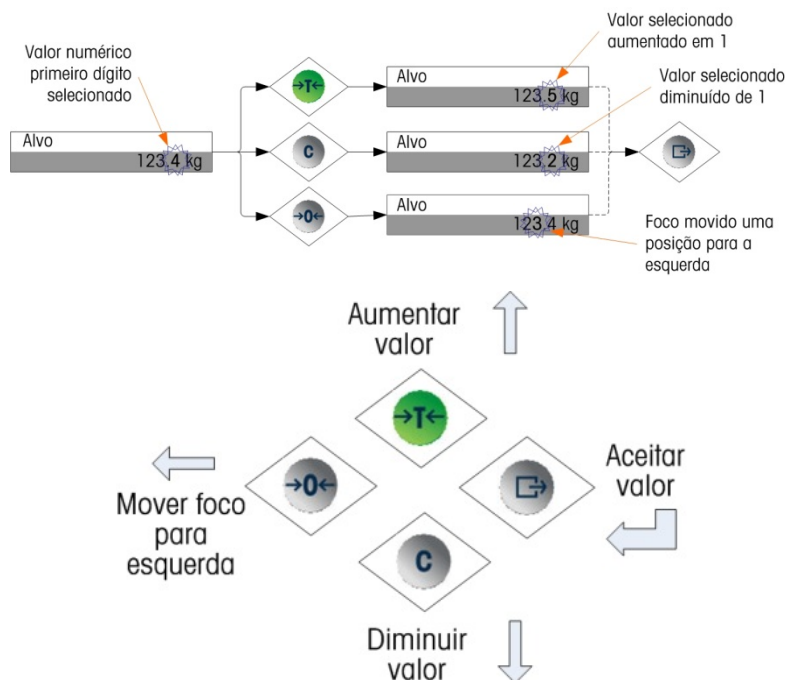 Valor numérico
primeiro dígito
selecionado
Alvo
123.4 kg
→T←
C
→0←
Alvo
123.5 kg
Alvo
123.2 kg
Alvo
123.4 kg
Valor selecionado
aumentado em 1
Valor selecionado
diminuído de 1
Foco movido uma
posição para a
esquerda
Aumentar
valor
→T←
→0←
Mover foco
para
esquerda
Aceitar
valor
C
Diminuir
valor